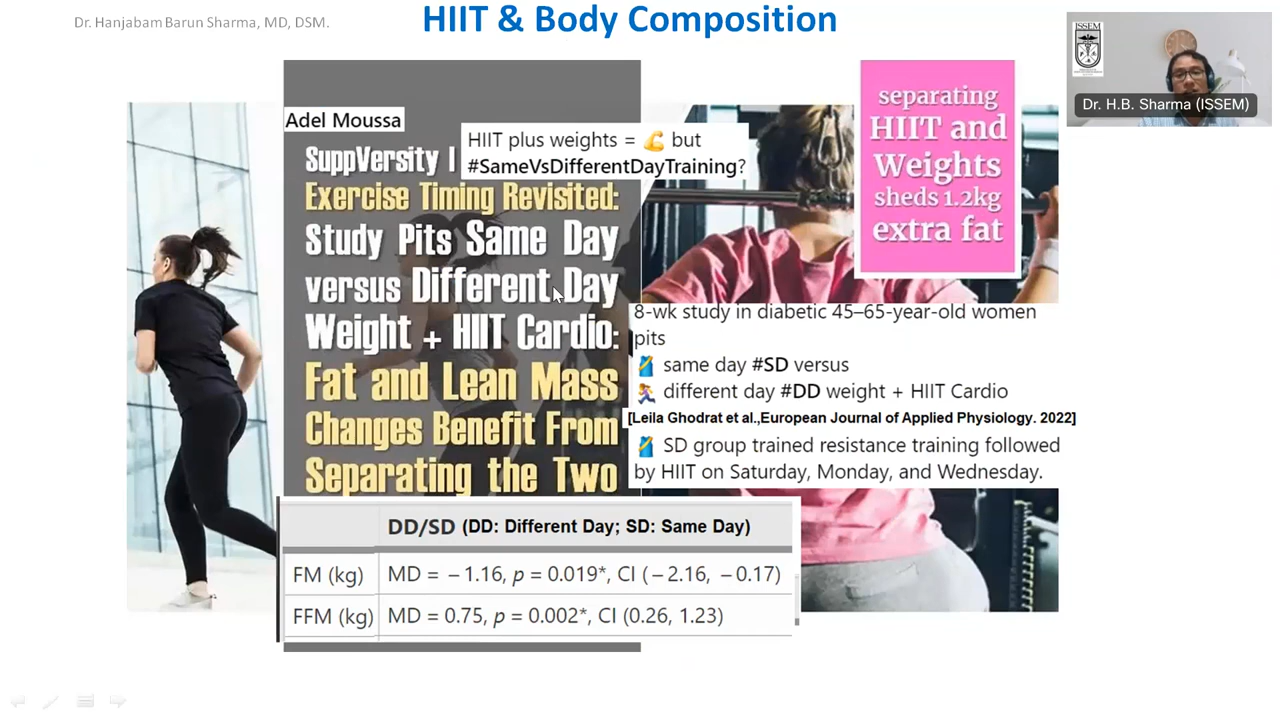 Dr. Hanjabam Barun Sharma, MD, DSM.
HIIT & Body Composition
ISSEM
Dr. H.B. Sharma (ISSEM)
Adel Moussa
HIIT plus weights = 💪 but
#SameVsDifferentDayTraining?
SuppVersity |
Exercise Timing Revisited:
Study Pits Same Day
versus Different Day
Weight + HIIT Cardio:
Fat and Lean Mass
Changes Benefit From
Separating the Two
separating
HIIT and
Weights
sheds 1.2kg
extra fat
8-wk study in diabetic 45–65-year-old women
pits
same day #SD versus
different day #DD weight + HIIT Cardio
[Leila Ghodrat et al.,European Journal of Applied Physiology. 2022]
SD group trained resistance training followed
by HIIT on Saturday, Monday, and Wednesday.
DD/SD (DD: Different Day; SD: Same Day)
FM (kg) MD = −1.16, p = 0.019*, CI (−2.16, −0.17)
FFM (kg) MD = 0.75, p = 0.002*, CI (0.26, 1.23)